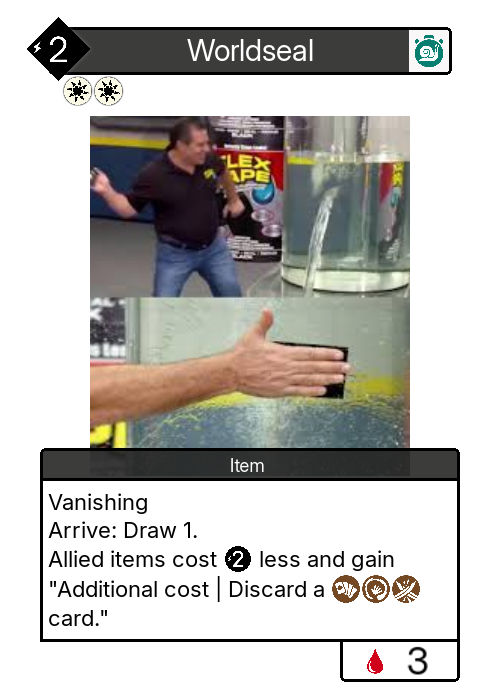 2
Worldseal
FLEX
TAPE
BLACK
Item
Vanishing
Arrive: Draw 1.
Allied items cost 2 less and gain
"Additional cost | Discard a
card."
3